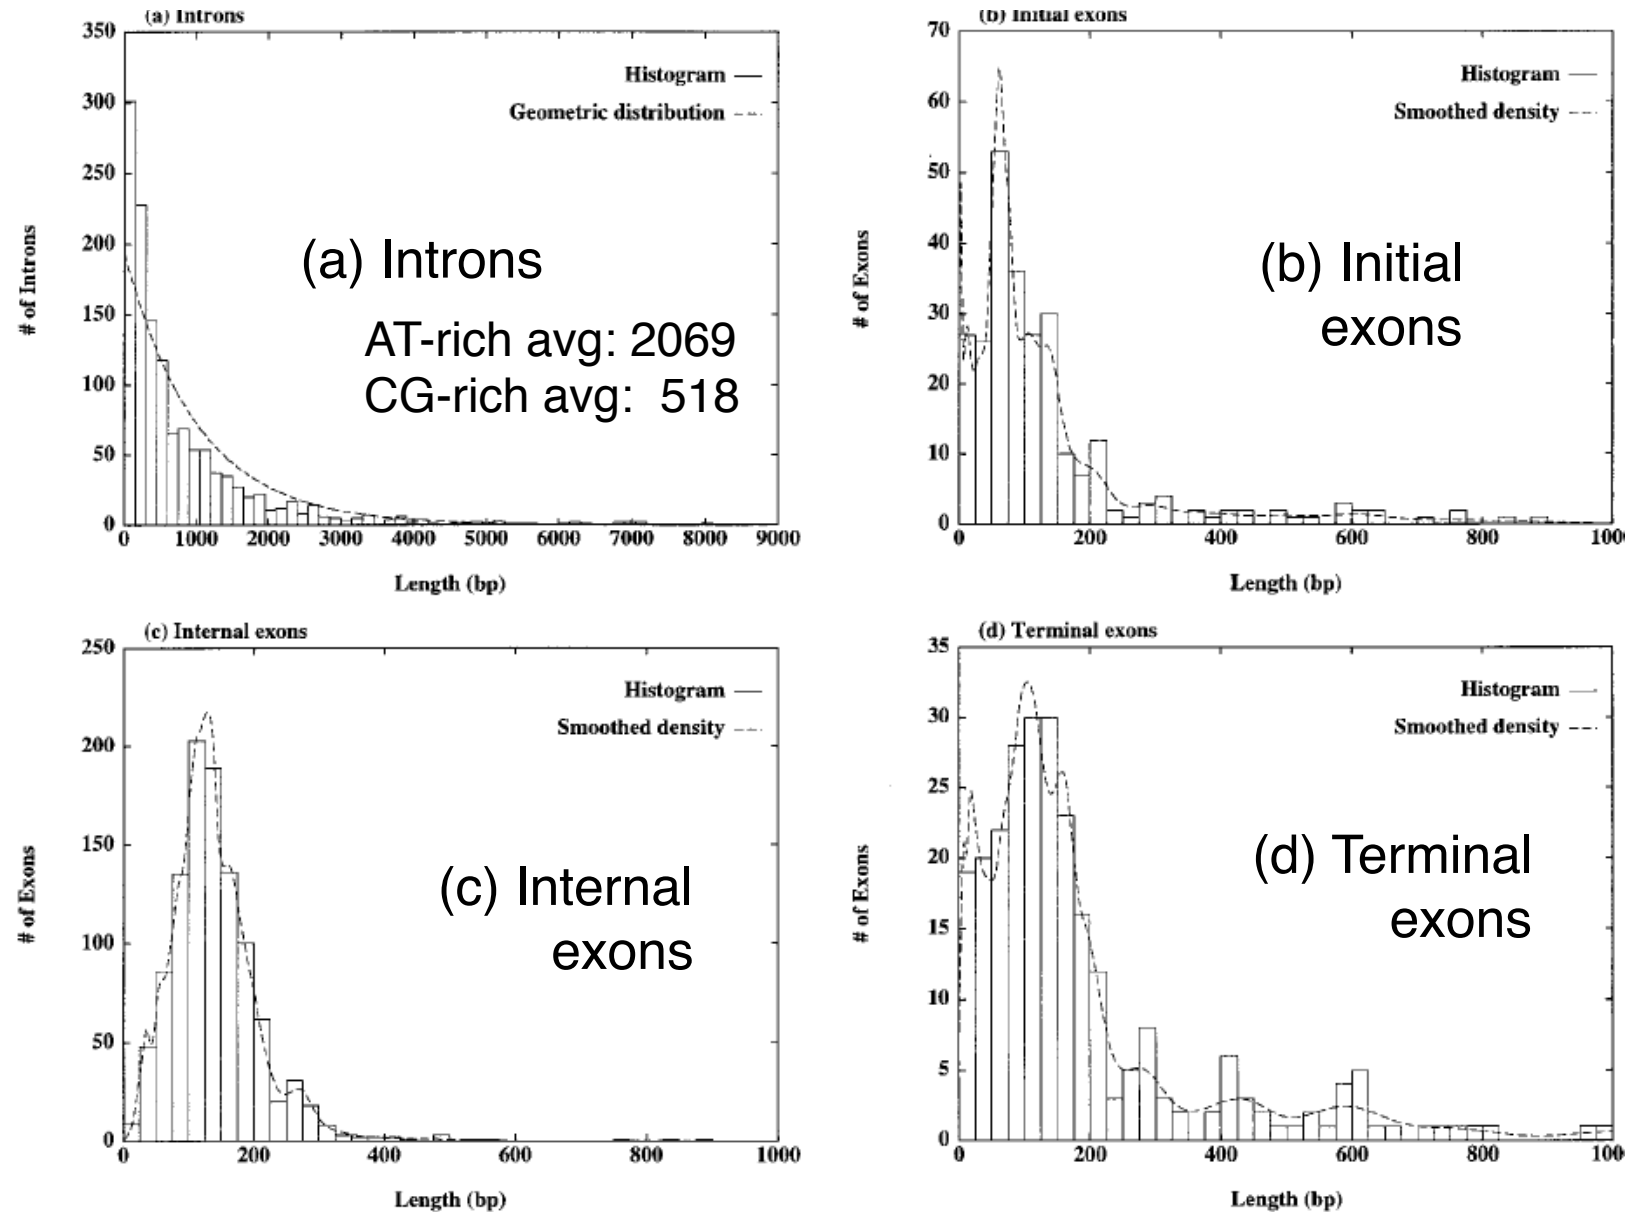 (a) Introns
350
300
250
200
150
100
50
0
# of Introns
Histogram
Geometric distribution
(a) Introns
AT-rich avg: 2069
CG-rich avg: 518
0 1000 2000 3000 4000 5000 6000 7000 8000 9000
Length (bp)
(b) Initial exons
70
60
50
40
30
20
10
0
# of Exons
Histogram
Smoothed density
(b) Initial
exons
0 200 400 600 800 100
Length (bp)
(c) Internal exons
250
200
150
100
50
0
# of Exons
Histogram
Smoothed density
(c) Internal
exons
0 200 400 600 800 1000
Length (bp)
(d) Terminal exons
35
30
25
20
15
10
5
0
# of Exons
Histogram
Smoothed density
(d) Terminal
exons
0 200 400 600 800 100
Length (bp)